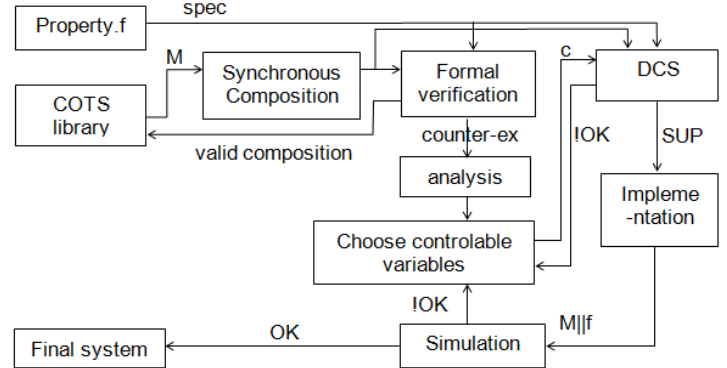 spec
Property.f
M
c
Synchronous
Composition
Formal
verification
DCS
COTS
library
valid composition
counter-ex
!OK
SUP
analysis
Impleme
-ntation
Choose controlable
variables
!OK
M||f
OK
Final system
Simulation